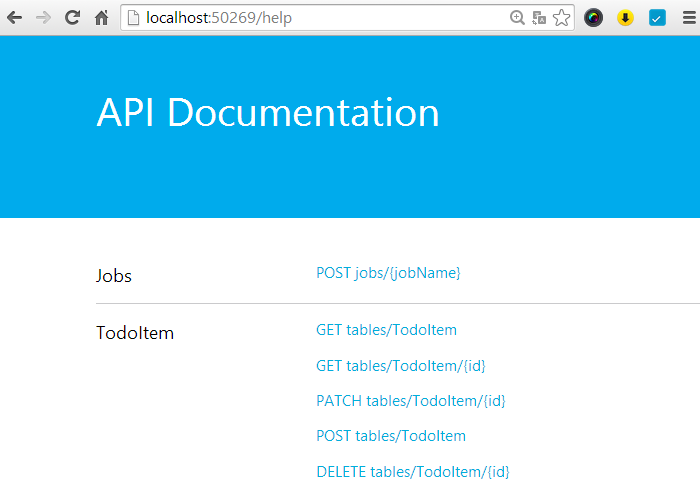 localhost:50269/help
API Documentation
Jobs
POST jobs/{jobName}
TodoItem
GET tables/TodoItem
GET tables/TodoItem/{id}
PATCH tables/TodoItem/{id}
POST tables/TodoItem
DELETE tables/TodoItem/{id}